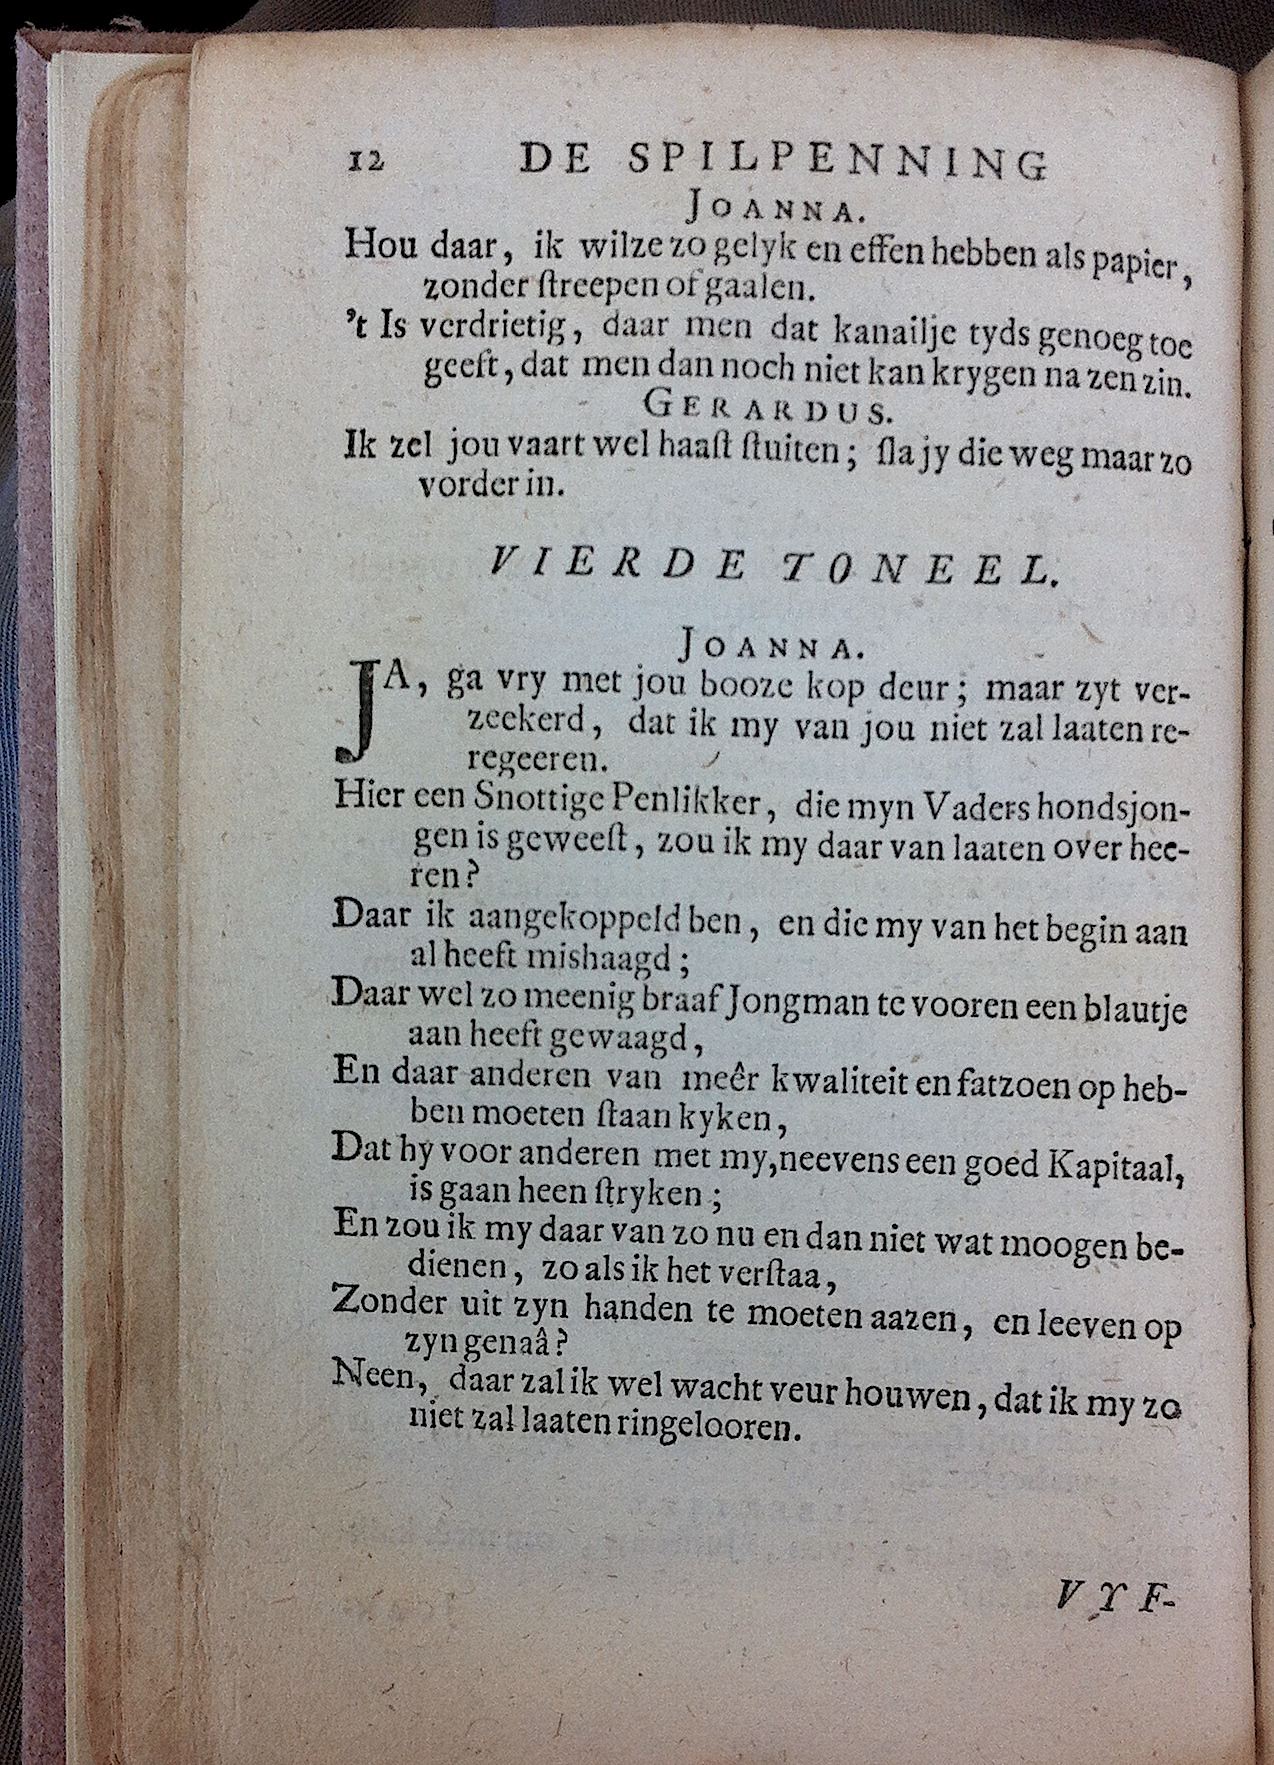 12 DE SPILPENNING
JOANNA.
Hou daar, ik wilze zo gelyk en effen hebben als papier,
zonder ſtreepen of gaalen.
't Is verdrietig, daar men dat kanailje tyds genoeg toe
geeft, dat men dan noch niet kan krygen na zen zin.
GERARDUS.
Ik zel jou vaart wel haaſt ſtuiten; ſla jy die weg maar zo
vorder in.
VIERDE TONEEL.
JOANNA.
JA, ga vry met jou booze kop deur; maar zyt ver-
zeekerd, dat ik my van jou niet zal laaten re-
regeeren.
Hier een Snottige Penlikker, die myn Vaders hondsjon-
gen is geweeſt, zou ik my daar van laaten over hee-
ren?
Daar ik aangekoppeld ben, en die my van het begin aan
al heeft mishaagd;
Daar wel zo meenig braaf Jongman te vooren een blautje
aan heeft gewaagd,
En daar anderen van meêr kwaliteit en fatzoen op heb-
ben moeten ſtaan kyken,
Dat hy voor anderen met my, neevens een goed Kapitaal,
is gaan heen ſtryken;
En zou ik my daar van zo nu en dan niet wat moogen be-
dienen, zo als ik het verſtaa,
Zonder uit zyn handen te moeten aazen, en leeven op
zyn genaâ?
Neen, daar zal ik wel wacht veur houwen, dat ik my zo
niet zal laaten ringelooren.
VYF-